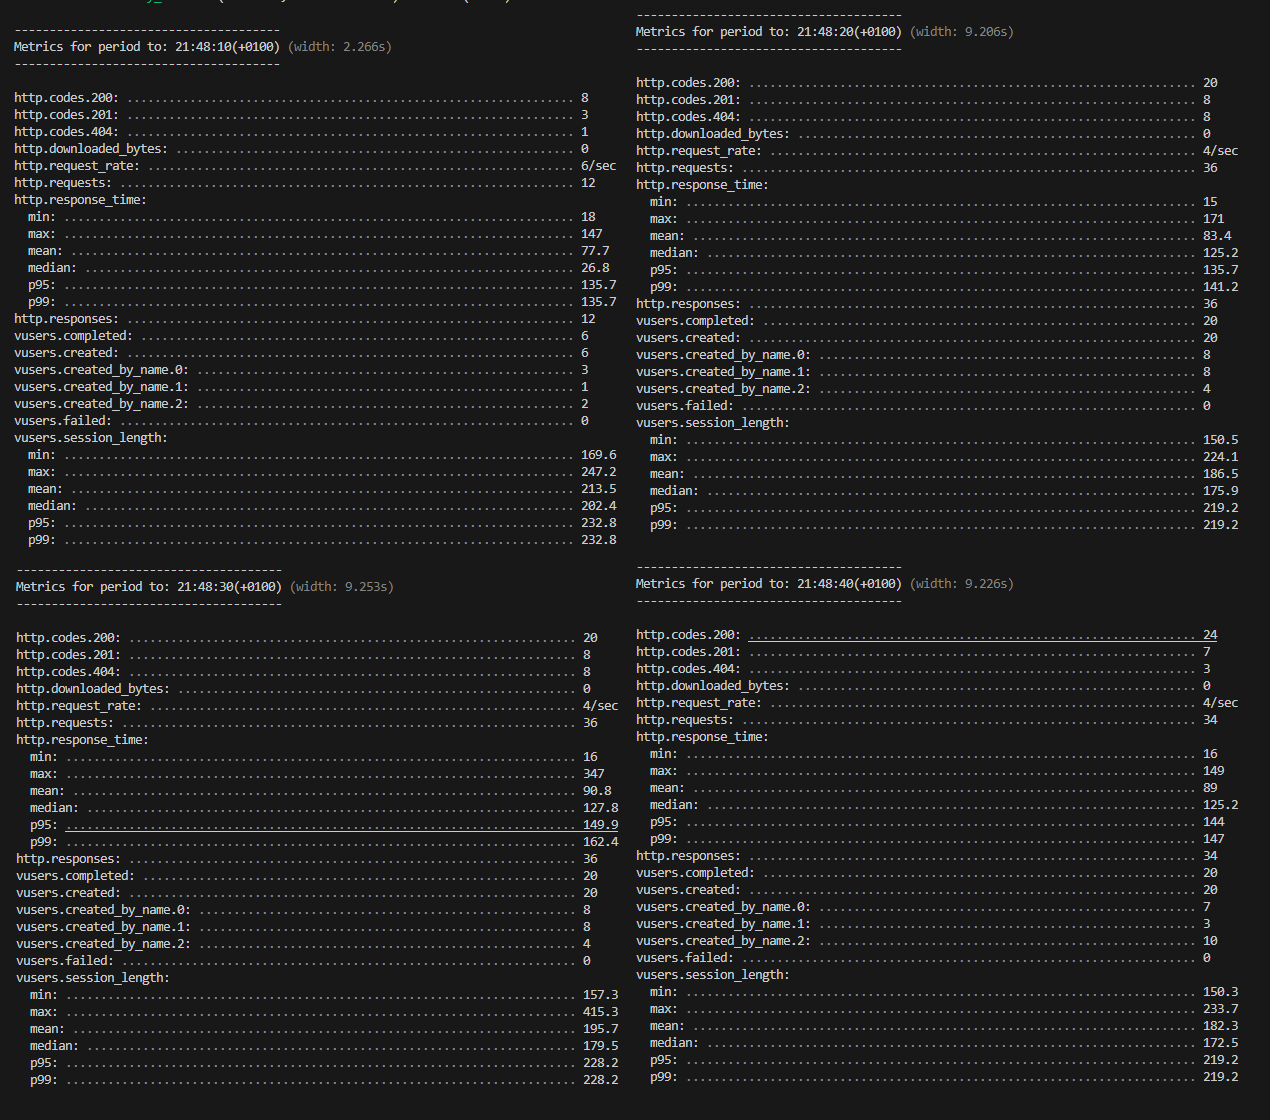 --------------------------------------
Metrics for period to: 21:48:10(+0100) (width: 2.266s)
--------------------------------------
http.codes.200: ................................................................ 8
http.codes.201: ................................................................ 3
http.codes.404: ................................................................ 1
http.downloaded_bytes: ......................................................... 0
http.request_rate: ............................................................. 6/sec
http.requests: ................................................................. 12
http.response_time:
min: ......................................................................... 18
max: ......................................................................... 147
mean: ........................................................................ 77.7
median: ...................................................................... 26.8
p95: ......................................................................... 135.7
p99: ......................................................................... 135.7
http.responses: ................................................................ 12
vusers.completed: .............................................................. 6
vusers.created: ................................................................ 6
vusers.created_by_name.0: ...................................................... 3
vusers.created_by_name.1: ...................................................... 1
vusers.created_by_name.2: ...................................................... 2
vusers.failed: ................................................................. 0
vusers.session_length:
min: ......................................................................... 169.6
max: ......................................................................... 247.2
mean: ........................................................................ 213.5
median: ...................................................................... 202.4
p95: ......................................................................... 232.8
p99: ......................................................................... 232.8
--------------------------------------
Metrics for period to: 21:48:20(+0100) (width: 9.206s)
--------------------------------------
http.codes.200: ................................................................ 20
http.codes.201: ................................................................ 8
http.codes.404: ................................................................ 8
http.downloaded_bytes: ......................................................... 0
http.request_rate: ............................................................. 4/sec
http.requests: ................................................................. 36
http.response_time:
min: ......................................................................... 15
max: ......................................................................... 171
mean: ........................................................................ 83.4
median: ...................................................................... 125.2
p95: ......................................................................... 135.7
p99: ......................................................................... 141.2
http.responses: ................................................................ 36
vusers.completed: .............................................................. 20
vusers.created: ................................................................ 20
vusers.created_by_name.0: ...................................................... 8
vusers.created_by_name.1: ...................................................... 8
vusers.created_by_name.2: ...................................................... 4
vusers.failed: ................................................................. 0
vusers.session_length:
min: ......................................................................... 150.5
max: ......................................................................... 224.1
mean: ........................................................................ 186.5
median: ...................................................................... 175.9
p95: ......................................................................... 219.2
p99: ......................................................................... 219.2
--------------------------------------
Metrics for period to: 21:48:30(+0100) (width: 9.253s)
--------------------------------------
http.codes.200: ................................................................ 20
http.codes.201: ................................................................ 8
http.codes.404: ................................................................ 8
http.downloaded_bytes: ......................................................... 0
http.request_rate: ............................................................. 4/sec
http.requests: ................................................................. 36
http.response_time:
min: ......................................................................... 16
max: ......................................................................... 347
mean: ........................................................................ 90.8
median: ...................................................................... 127.8
p95: ......................................................................... 149.9
p99: ......................................................................... 162.4
http.responses: ................................................................ 36
vusers.completed: .............................................................. 20
vusers.created: ................................................................ 20
vusers.created_by_name.0: ...................................................... 8
vusers.created_by_name.1: ...................................................... 8
vusers.created_by_name.2: ...................................................... 4
vusers.failed: ................................................................. 0
vusers.session_length:
min: ......................................................................... 157.3
max: ......................................................................... 415.3
mean: ........................................................................ 195.7
median: ...................................................................... 179.5
p95: ......................................................................... 228.2
p99: ......................................................................... 228.2
--------------------------------------
Metrics for period to: 21:48:40(+0100) (width: 9.226s)
--------------------------------------
http.codes.200: ................................................................ 24
http.codes.201: ................................................................ 7
http.codes.404: ................................................................ 3
http.downloaded_bytes: ......................................................... 0
http.request_rate: ............................................................. 4/sec
http.requests: ................................................................. 34
http.response_time:
min: ......................................................................... 16
max: ......................................................................... 149
mean: ........................................................................ 89
median: ...................................................................... 125.2
p95: ......................................................................... 144
p99: ......................................................................... 147
http.responses: ................................................................ 34
vusers.completed: .............................................................. 20
vusers.created: ................................................................ 20
vusers.created_by_name.0: ...................................................... 7
vusers.created_by_name.1: ...................................................... 3
vusers.created_by_name.2: ...................................................... 10
vusers.failed: ................................................................. 0
vusers.session_length:
min: ......................................................................... 150.3
max: ......................................................................... 233.7
mean: ........................................................................ 182.3
median: ...................................................................... 172.5
p95: ......................................................................... 219.2
p99: ......................................................................... 219.2